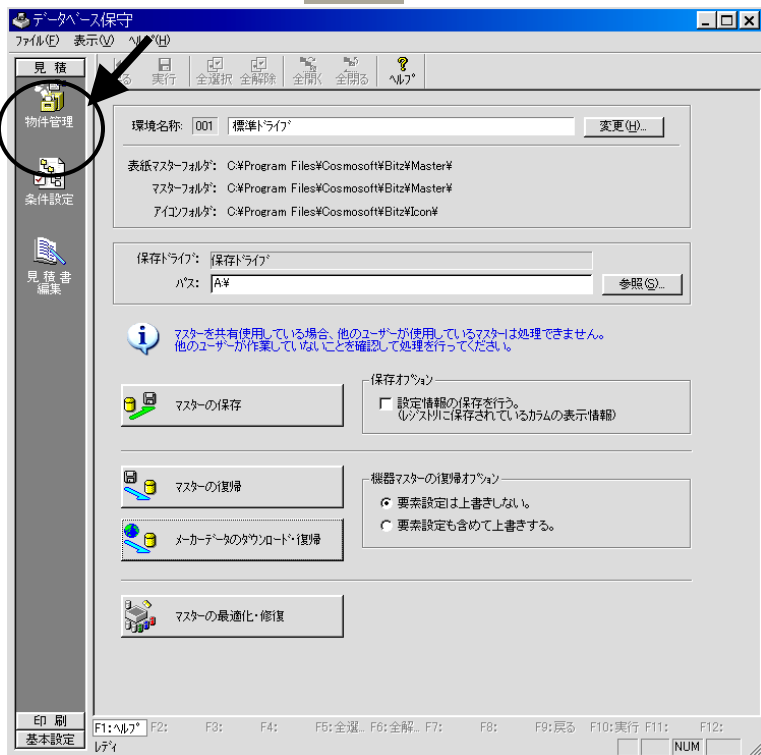 データベース保守
ファイル(F) 表示(V) ヘルプ(H)
見 積
実行 全選択 全解除 全開く 全閉る ヘルプ
物件管理
条件設定
見積書
編集
環境名称: 001 標準ドライブ 変更(H)...
表紙マスターフォルダ: C:¥Program Files¥Cosmosoft¥Bitz¥Master¥
マスターフォルダ: C:¥Program Files¥Cosmosoft¥Bitz¥Master¥
アイコンフォルダ: C:¥Program Files¥Cosmosoft¥Bitz¥Icon¥
保存ドライブ: 保存ドライブ
パス: A:¥ 参照(S)...
マスターを共有使用している場合、他のユーザーが使用しているマスターは処理できません。
他のユーザーが作業していないことを確認して処理を行ってください。
マスターの保存
保存オプション
設定情報の保存を行う。
(レジストリに保存されているカラムの表示情報)
マスターの復帰
機器マスターの復帰オプション
要素設定は上書きしない。
要素設定も含めて上書きする。
メーカーデータのダウンロード・復帰
マスターの最適化・修復
印 刷
基本設定
F1:ヘルプ F2: F3: F4: F5:全選... F6:全解... F7: F8: F9:戻る F10:実行 F11: F12:
レディ NUM